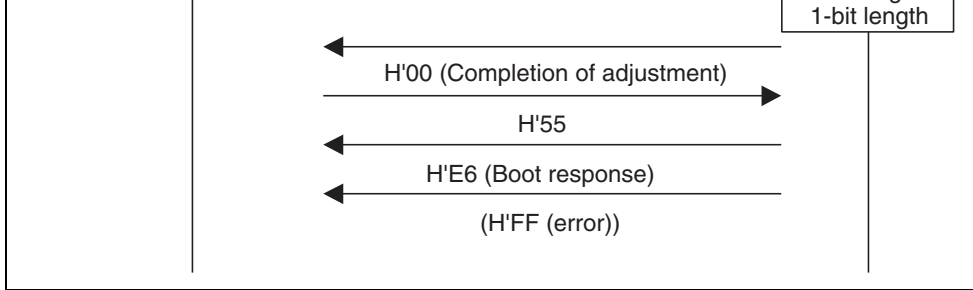 1-bit length
H'00 (Completion of adjustment)
H'55
H'E6 (Boot response)
(H'FF (error))